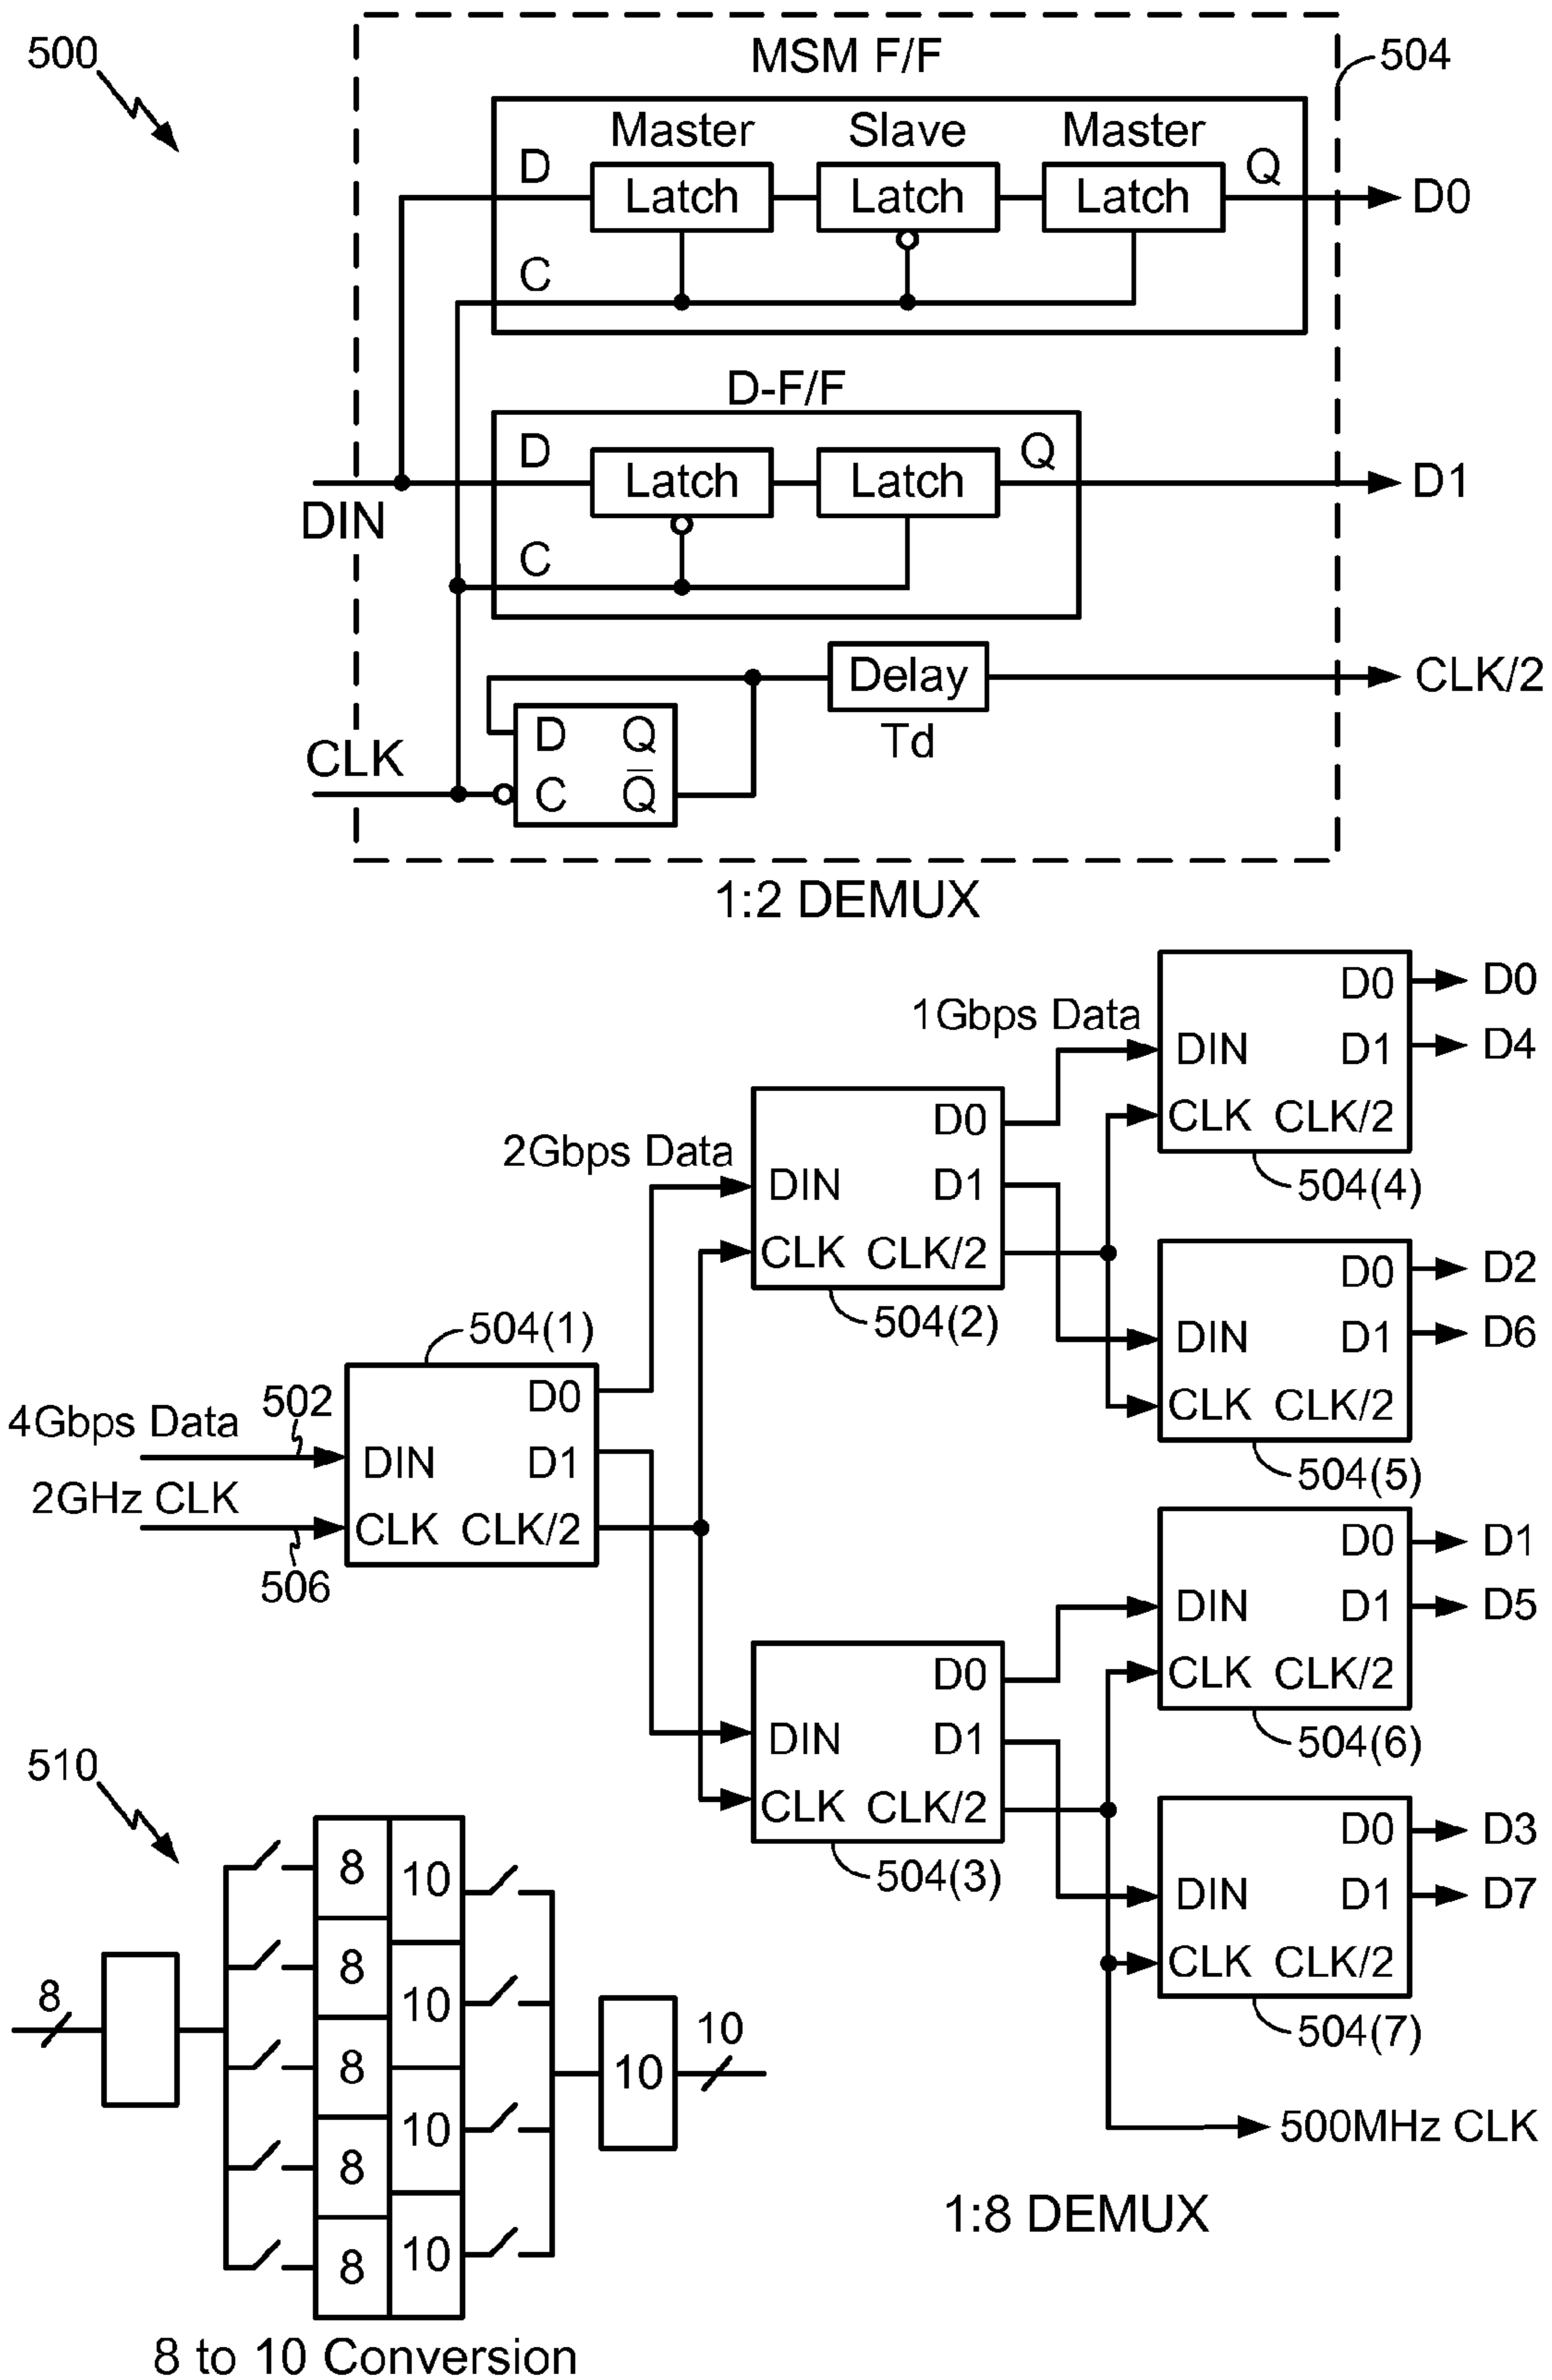 500
MSM F/F
504
Master Slave Master
D Latch Latch Latch Q D0
C
D-F/F
D Latch Latch Q D1
DIN
C
Delay CLK/2
Td
CLK
D Q
C Q̅
1:2 DEMUX
D0 D0
1Gbps Data
DIN D1 D4
CLK CLK/2
504(4)
2Gbps Data
D0
DIN D1
CLK CLK/2
504(2)
D0 D2
DIN D1 D6
CLK CLK/2
504(5)
504(1)
4Gbps Data 502
D0
DIN D1
2GHz CLK
CLK CLK/2
506
D0 D1
DIN D1 D5
CLK CLK/2
504(6)
D0
DIN D1
CLK CLK/2
504(3)
D0 D3
DIN D1 D7
CLK CLK/2
504(7)
500MHz CLK
1:8 DEMUX
510
8 10
8 8 10
8 10 10 10
8 10
8
8 to 10 Conversion